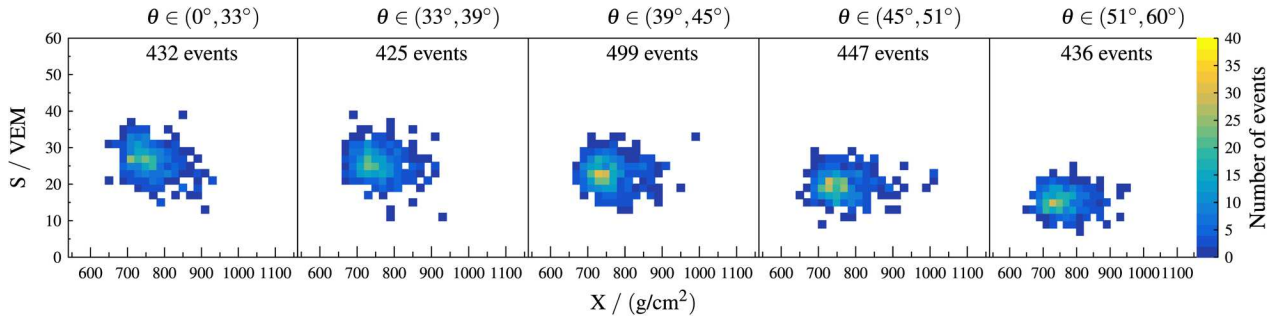 θ ∈ (0°, 33°) θ ∈ (33°, 39°) θ ∈ (39°, 45°) θ ∈ (45°, 51°) θ ∈ (51°, 60°)
432 events 425 events 499 events 447 events 436 events
60
50
40
30
20
10
0
S / VEM
600 700 800 900 1000 1100 600 700 800 900 1000 1100 600 700 800 900 1000 1100 600 700 800 900 1000 1100 600 700 800 900 1000 1100
X / (g/cm²)
40
35
30
25
20
15
10
5
0
Number of events